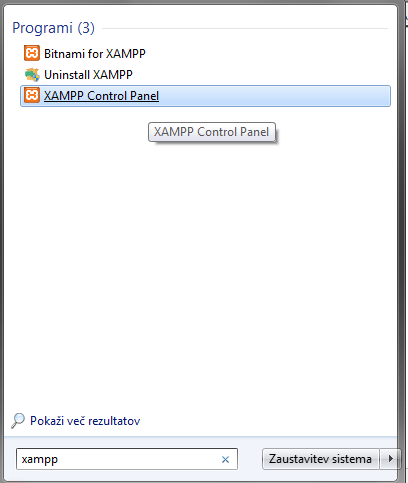 Programi (3)
Bitnami for XAMPP
Uninstall XAMPP
XAMPP Control Panel
XAMPP Control Panel
Pokaži več rezultatov
xampp
Zaustavitev sistema